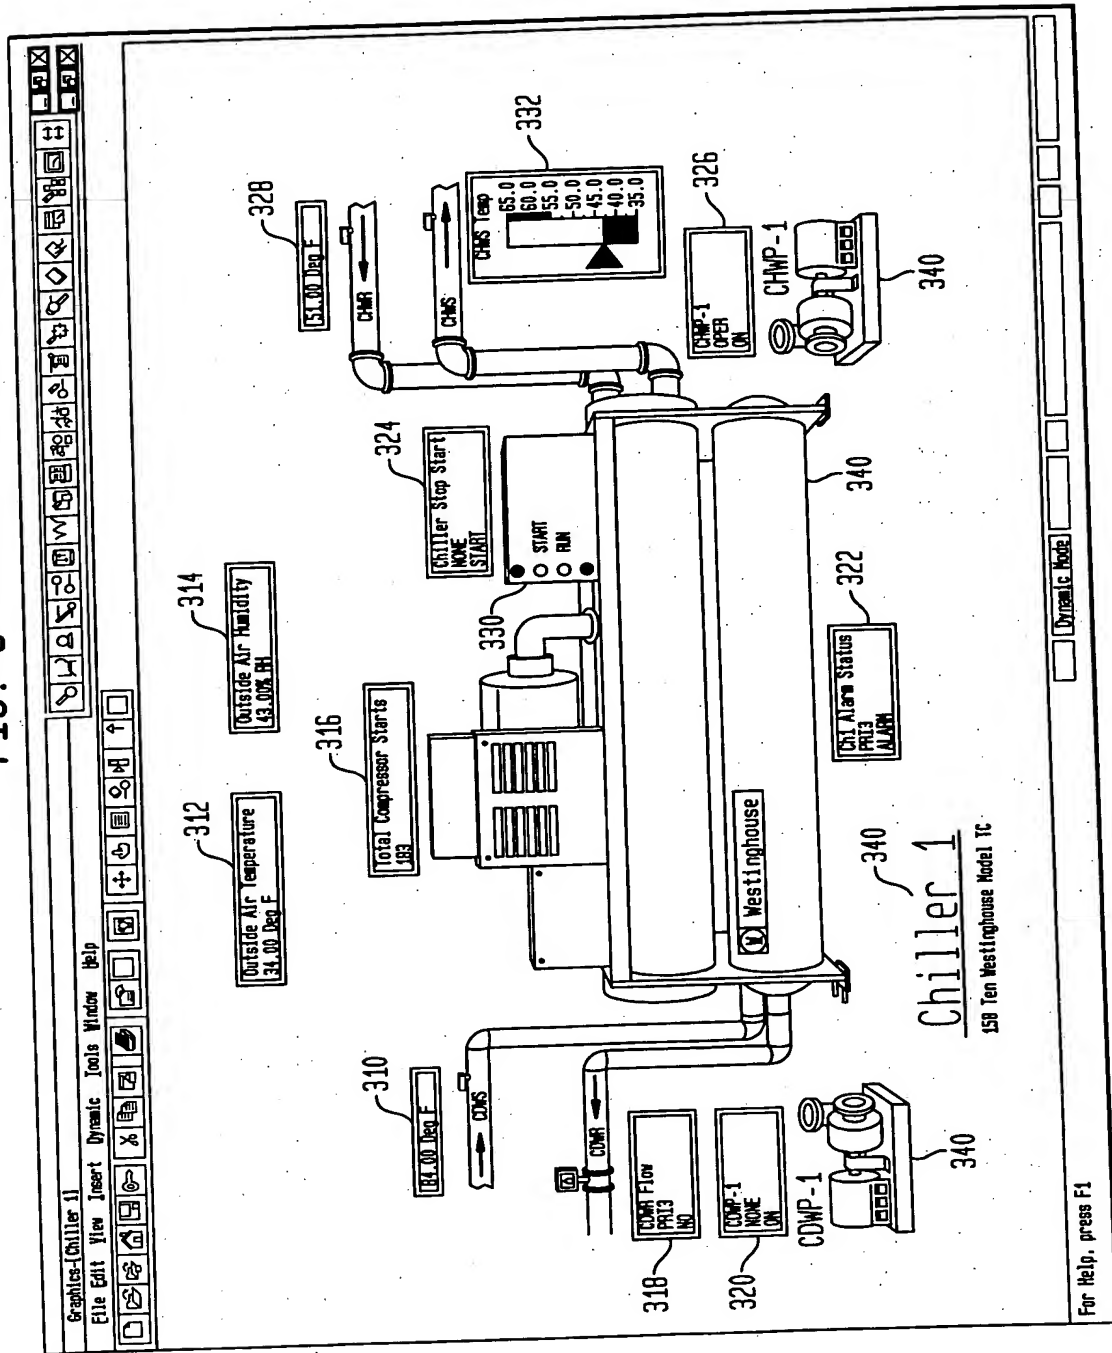 Graphics-[Chiller 1]
File Edit View Insert Dynamic Tools Window Help
312
Outside Air Temperature
34.00 Deg F
314
Outside Air Humidity
43.00% RH
316
Total Compressor Starts
183
310
84.00 Deg F
CDWS
CDWR
324
Chiller Stop Start
NONE
START
328
51.00 Deg F
CHWR
CHWS
330
START
RUN
332
CHWS Temp
65.0
60.0
55.0
50.0
45.0
40.0
35.0
318
CDWR Flow
PRI3
NO
320
CDWP-1
NONE
ON
CDWP-1
340
W Westinghouse
326
CHWP-1
OPER
ON
CHWP-1
340
340
322
Chl Alarm Status
PRI3
ALARM
Chiller 1
340
150 Ton Westinghouse Model TC
For Help, press F1
Dynamic Mode